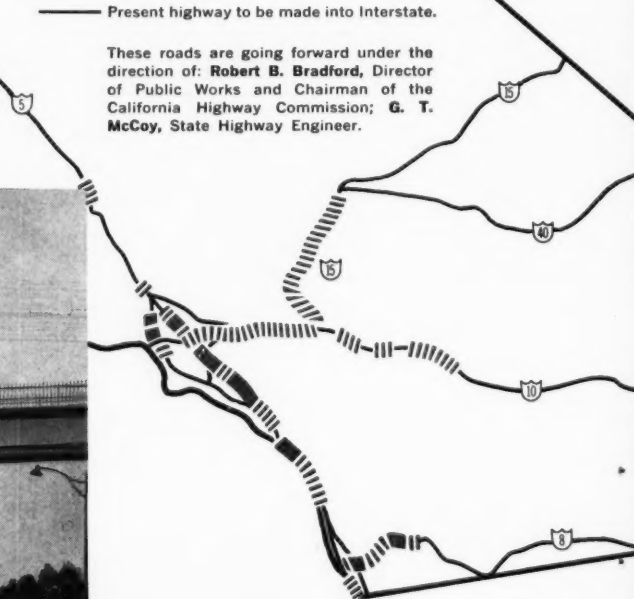 Present highway to be made into Interstate.
These roads are going forward under the
direction of: Robert B. Bradford, Director
of Public Works and Chairman of the
California Highway Commission; G. T.
McCoy, State Highway Engineer.
5
15
40
15
10
8